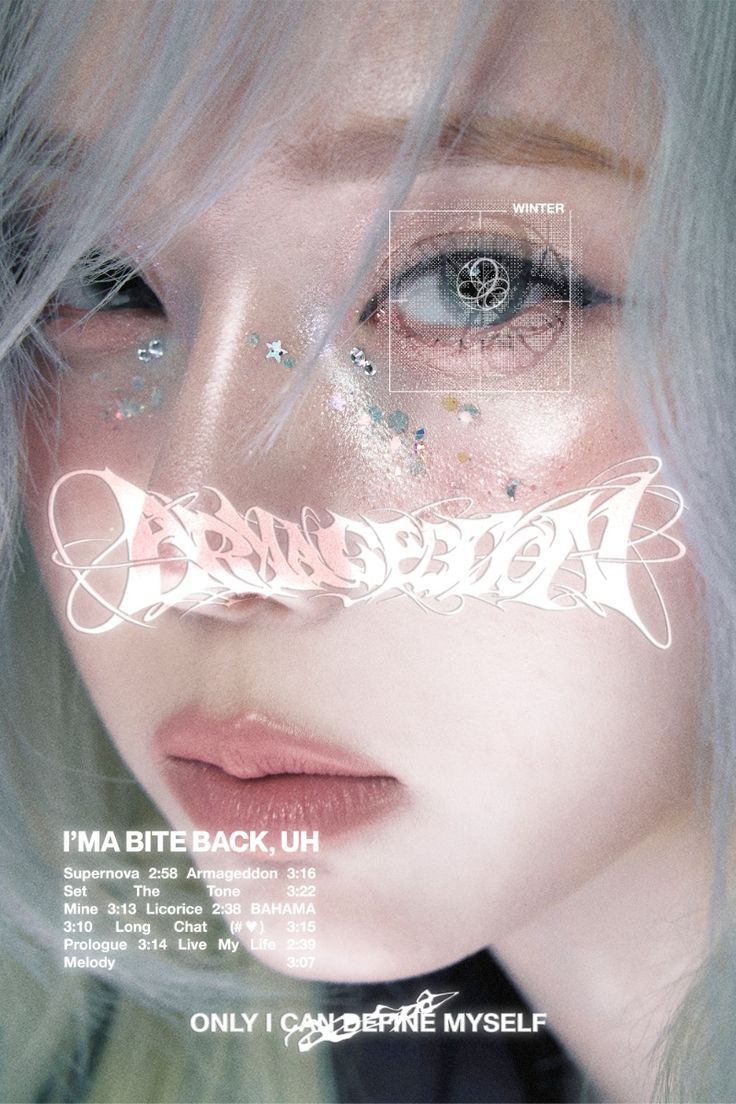 WINTER
ARMAGEDDON
I'MA BITE BACK, UH
Supernova 2:58 Armageddon 3:16
Set The Tone 3:22
Mine 3:13 Licorice 2:38 BAHAMA
3:10 Long Chat (#♥) 3:15
Prologue 3:14 Live My Life 2:39
Melody 3:07
ONLY I CAN DEFINE MYSELF